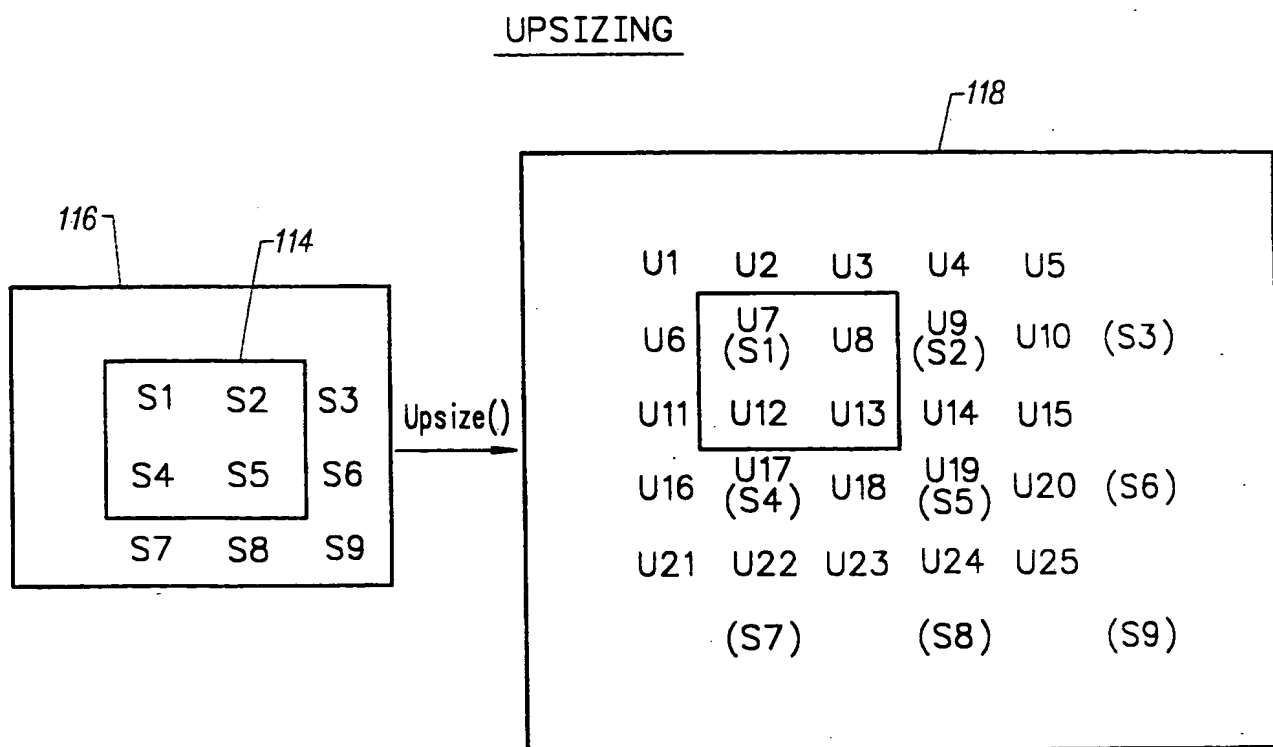 UPSIZING
118
116
114
U1 U2 U3 U4 U5
U6 U7 U8 U9 U10 (S3)
(S1) (S2)
S1 S2 S3
Upsize()
U11 U12 U13 U14 U15
S4 S5 S6
U16 U17 U18 U19 U20 (S6)
(S4) (S5)
S7 S8 S9
U21 U22 U23 U24 U25
(S7) (S8) (S9)